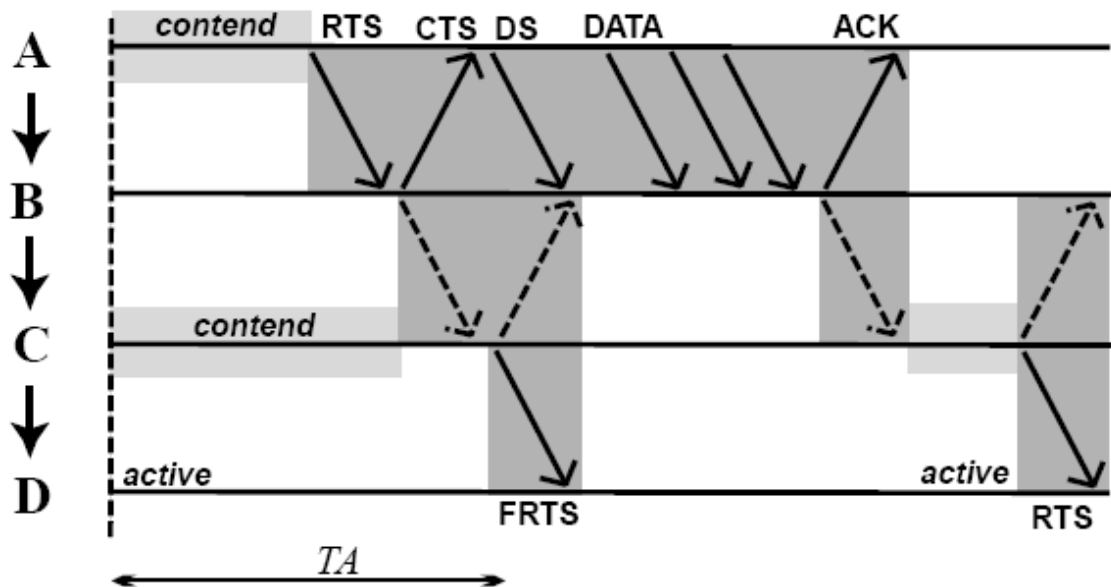 contend RTS CTS DS DATA ACK
A
B
contend
C
active active
D
FRTS RTS
TA